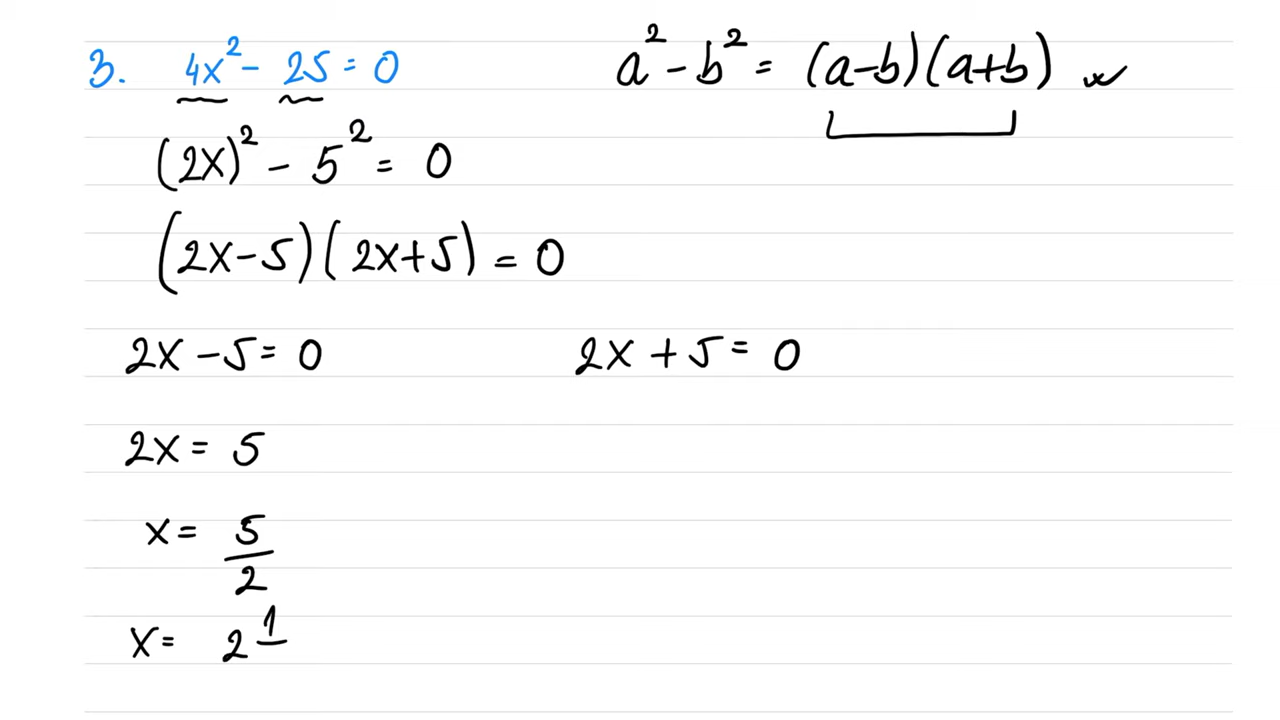 3. 4x² - 25 = 0
a² - b² = (a-b)(a+b)
(2x)² - 5² = 0
(2x-5)(2x+5) = 0
2x - 5 = 0
2x + 5 = 0
2x = 5
x = 5/2
x = 2 1